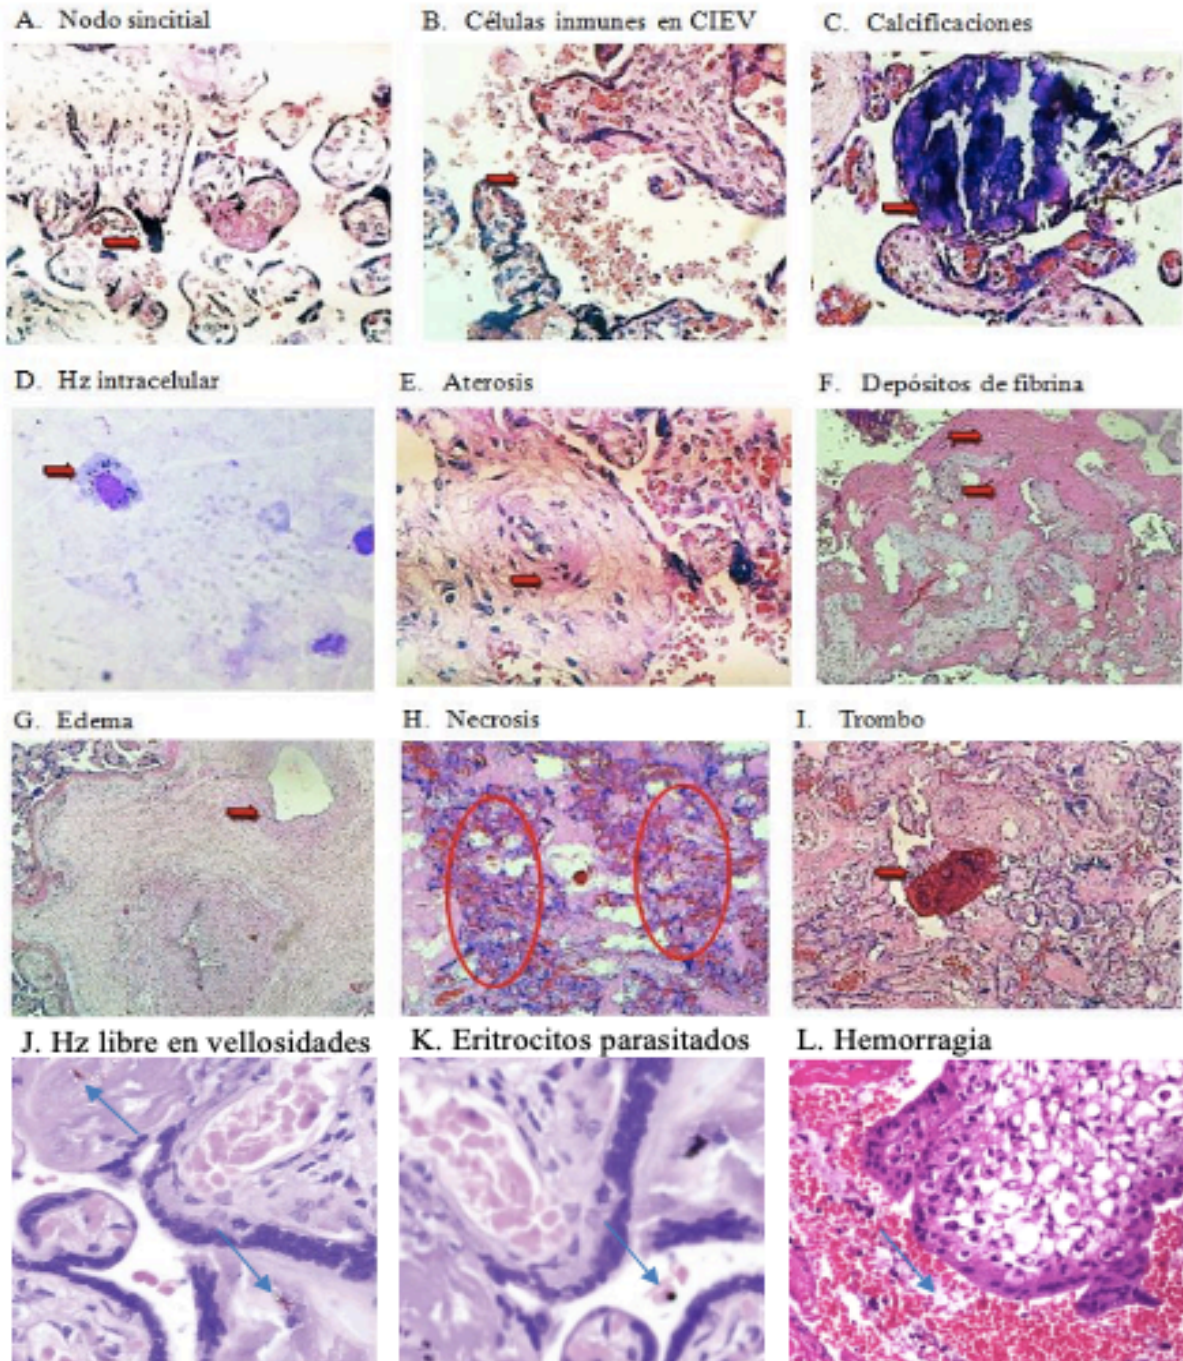 A. Nodo sincitial
B. Células inmunes en CIEV
C. Calcificaciones
D. Hz intracelular
E. Aterosis
F. Depósitos de fibrina
G. Edema
H. Necrosis
I. Trombo
J. Hz libre en vellosidades
K. Eritrocitos parasitados
L. Hemorragia